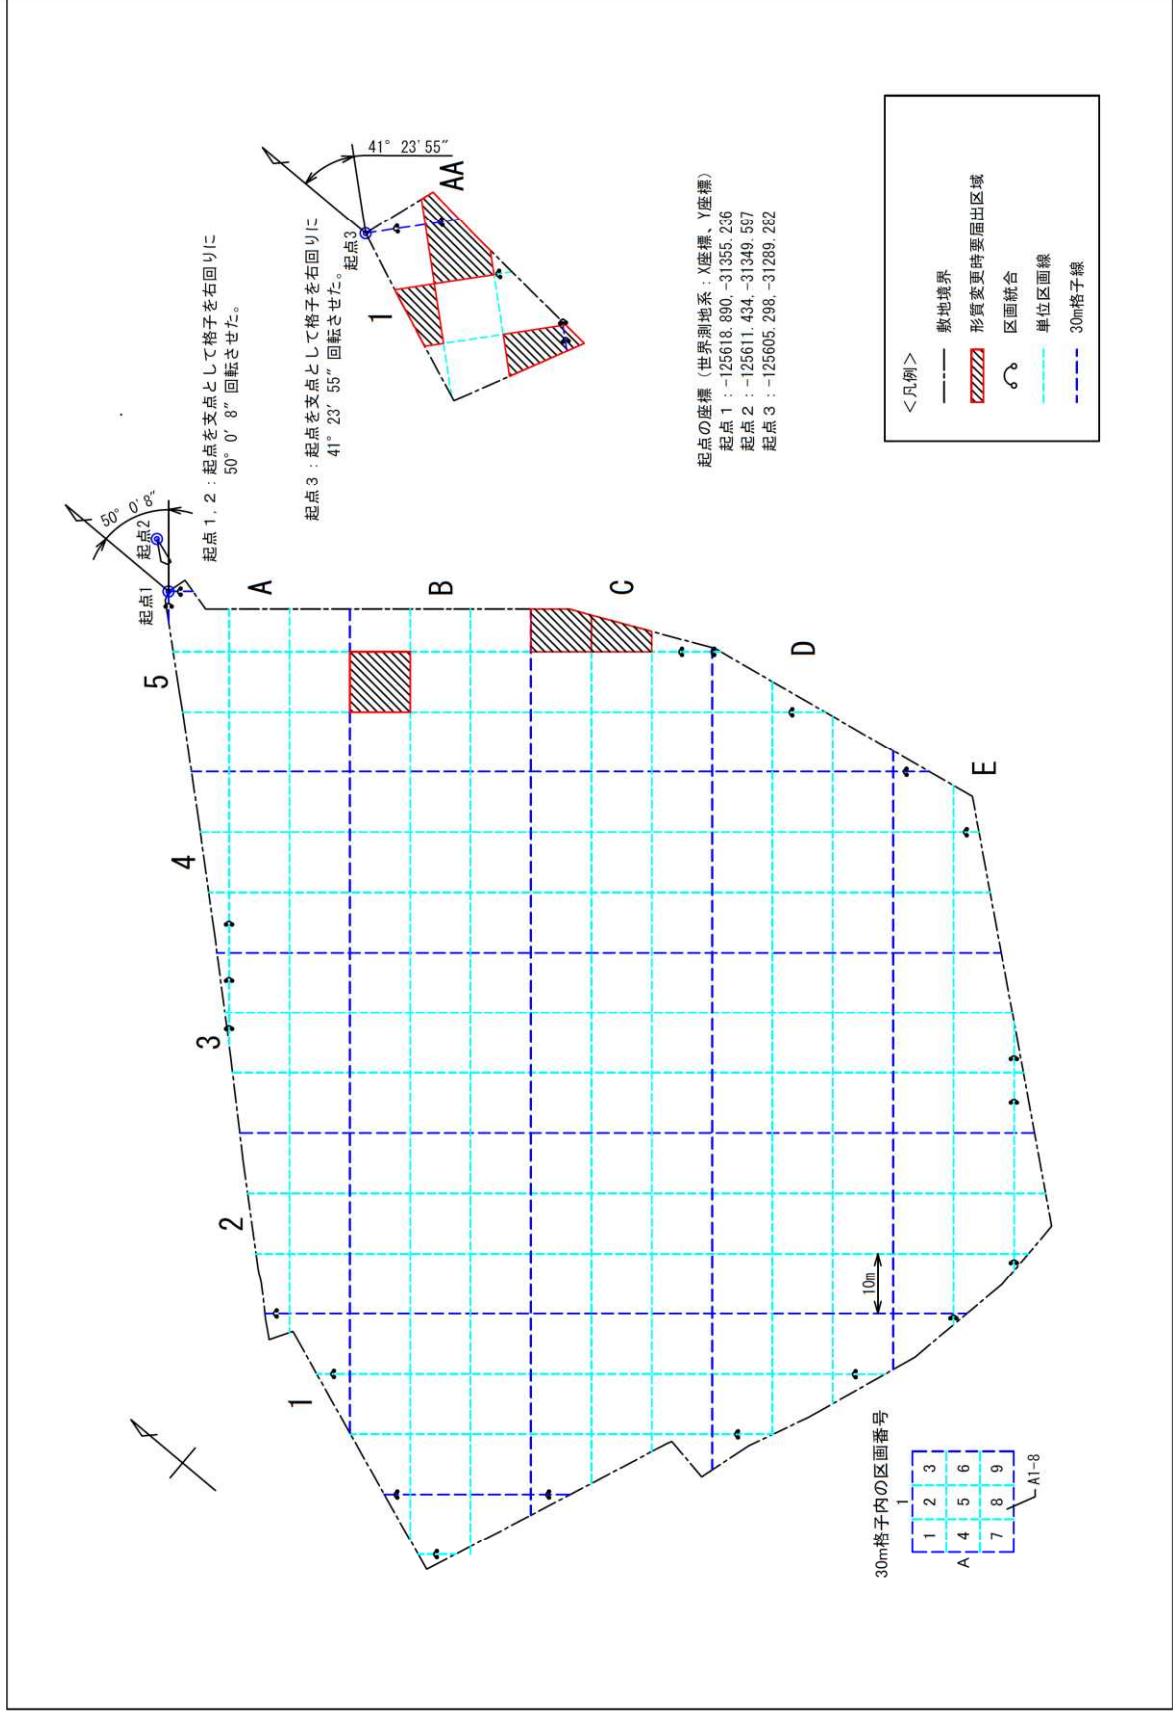 起点1
50° 0′ 8″
起点2
起点1, 2：起点を支点として格子を右回りに
50° 0′ 8″ 回転させた。
起点3：起点を支点として格子を右回りに
41° 23′ 55″ 回転させた。
41° 23′ 55″
起点3
1
AA
1
2
3
4
5
A
B
C
D
E
10m
起点の座標（世界測地系：X座標、Y座標）
起点1：-125618.890,-31355.236
起点2：-125611.434,-31349.597
起点3：-125605.298,-31289.282
30m格子内の区画番号
1
A
1 2 3
4 5 6
7 8 9
A1-8
＜凡例＞
敷地境界
形質変更時要届出区域
区画統合
単位区画線
30m格子線